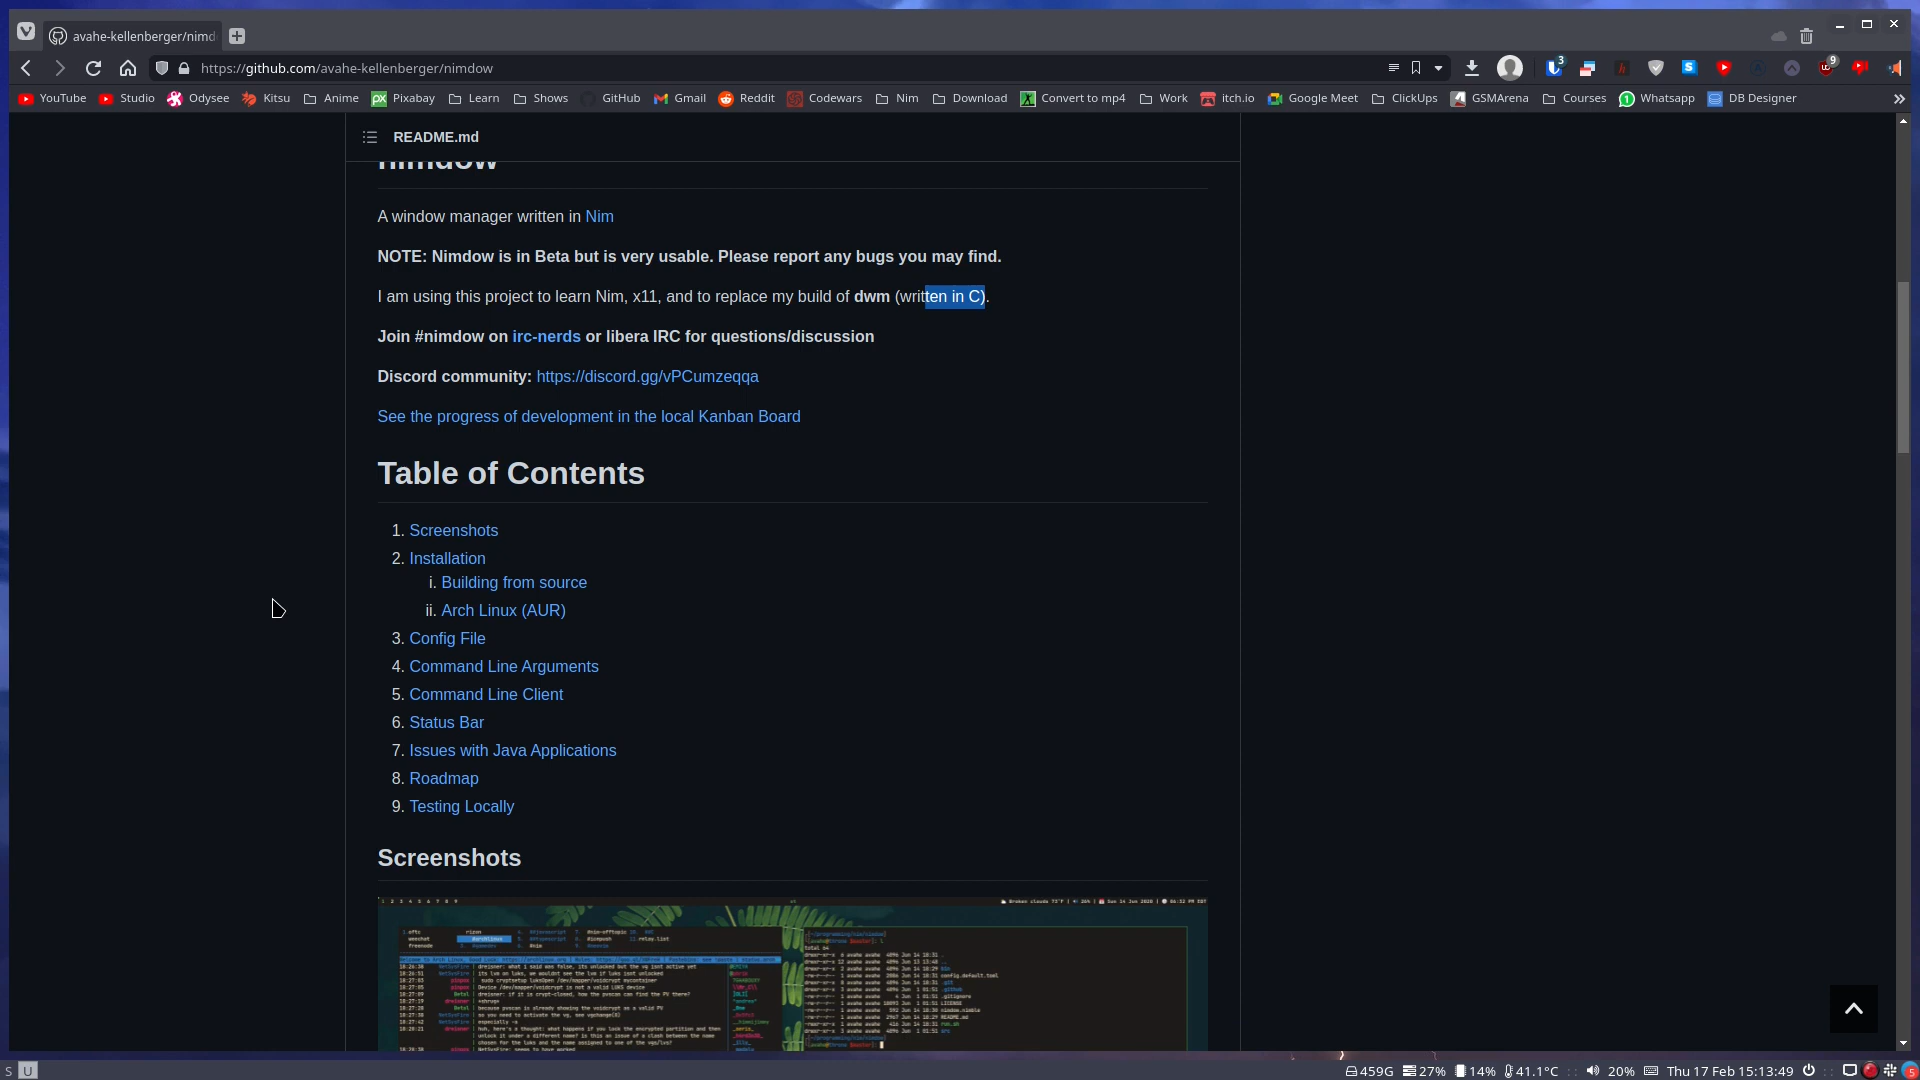 avahe-kellenberger/nimd
https://github.com/avahe-kellenberger/nimdow
3
9
YouTube Studio Odysee Kitsu Anime Pixabay Learn Shows GitHub Gmail Reddit Codewars Nim Download Convert to mp4 Work itch.io Google Meet ClickUps GSMArena Courses Whatsapp DB Designer
README.md
nimdow
A window manager written in Nim
NOTE: Nimdow is in Beta but is very usable. Please report any bugs you may find.
I am using this project to learn Nim, x11, and to replace my build of dwm (written in C).
Join #nimdow on irc-nerds or libera IRC for questions/discussion
Discord community: https://discord.gg/vPCumzeqqa
See the progress of development in the local Kanban Board
Table of Contents
1. Screenshots
2. Installation
i. Building from source
ii. Arch Linux (AUR)
3. Config File
4. Command Line Arguments
5. Command Line Client
6. Status Bar
7. Issues with Java Applications
8. Roadmap
9. Testing Locally
Screenshots
S U
459G 27% 14% 41.1°C :: 20% Thu 17 Feb 15:13:49 :: 5